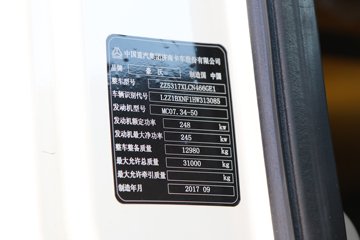 中国重汽集团济南卡车股份有限公司
品牌 豪沃 制造国 中国
整车型号 ZZ5317XLCN466GE1
车辆识别代号 LZZ1BXNF1HW313085
发动机型号 MC07.34-50
发动机额定功率 248 kw
发动机最大净功率 245 kw
整车整备质量 12980 kg
最大允许总质量 31000 kg
最大允许牵引质量 kg
制造年月 2017 09